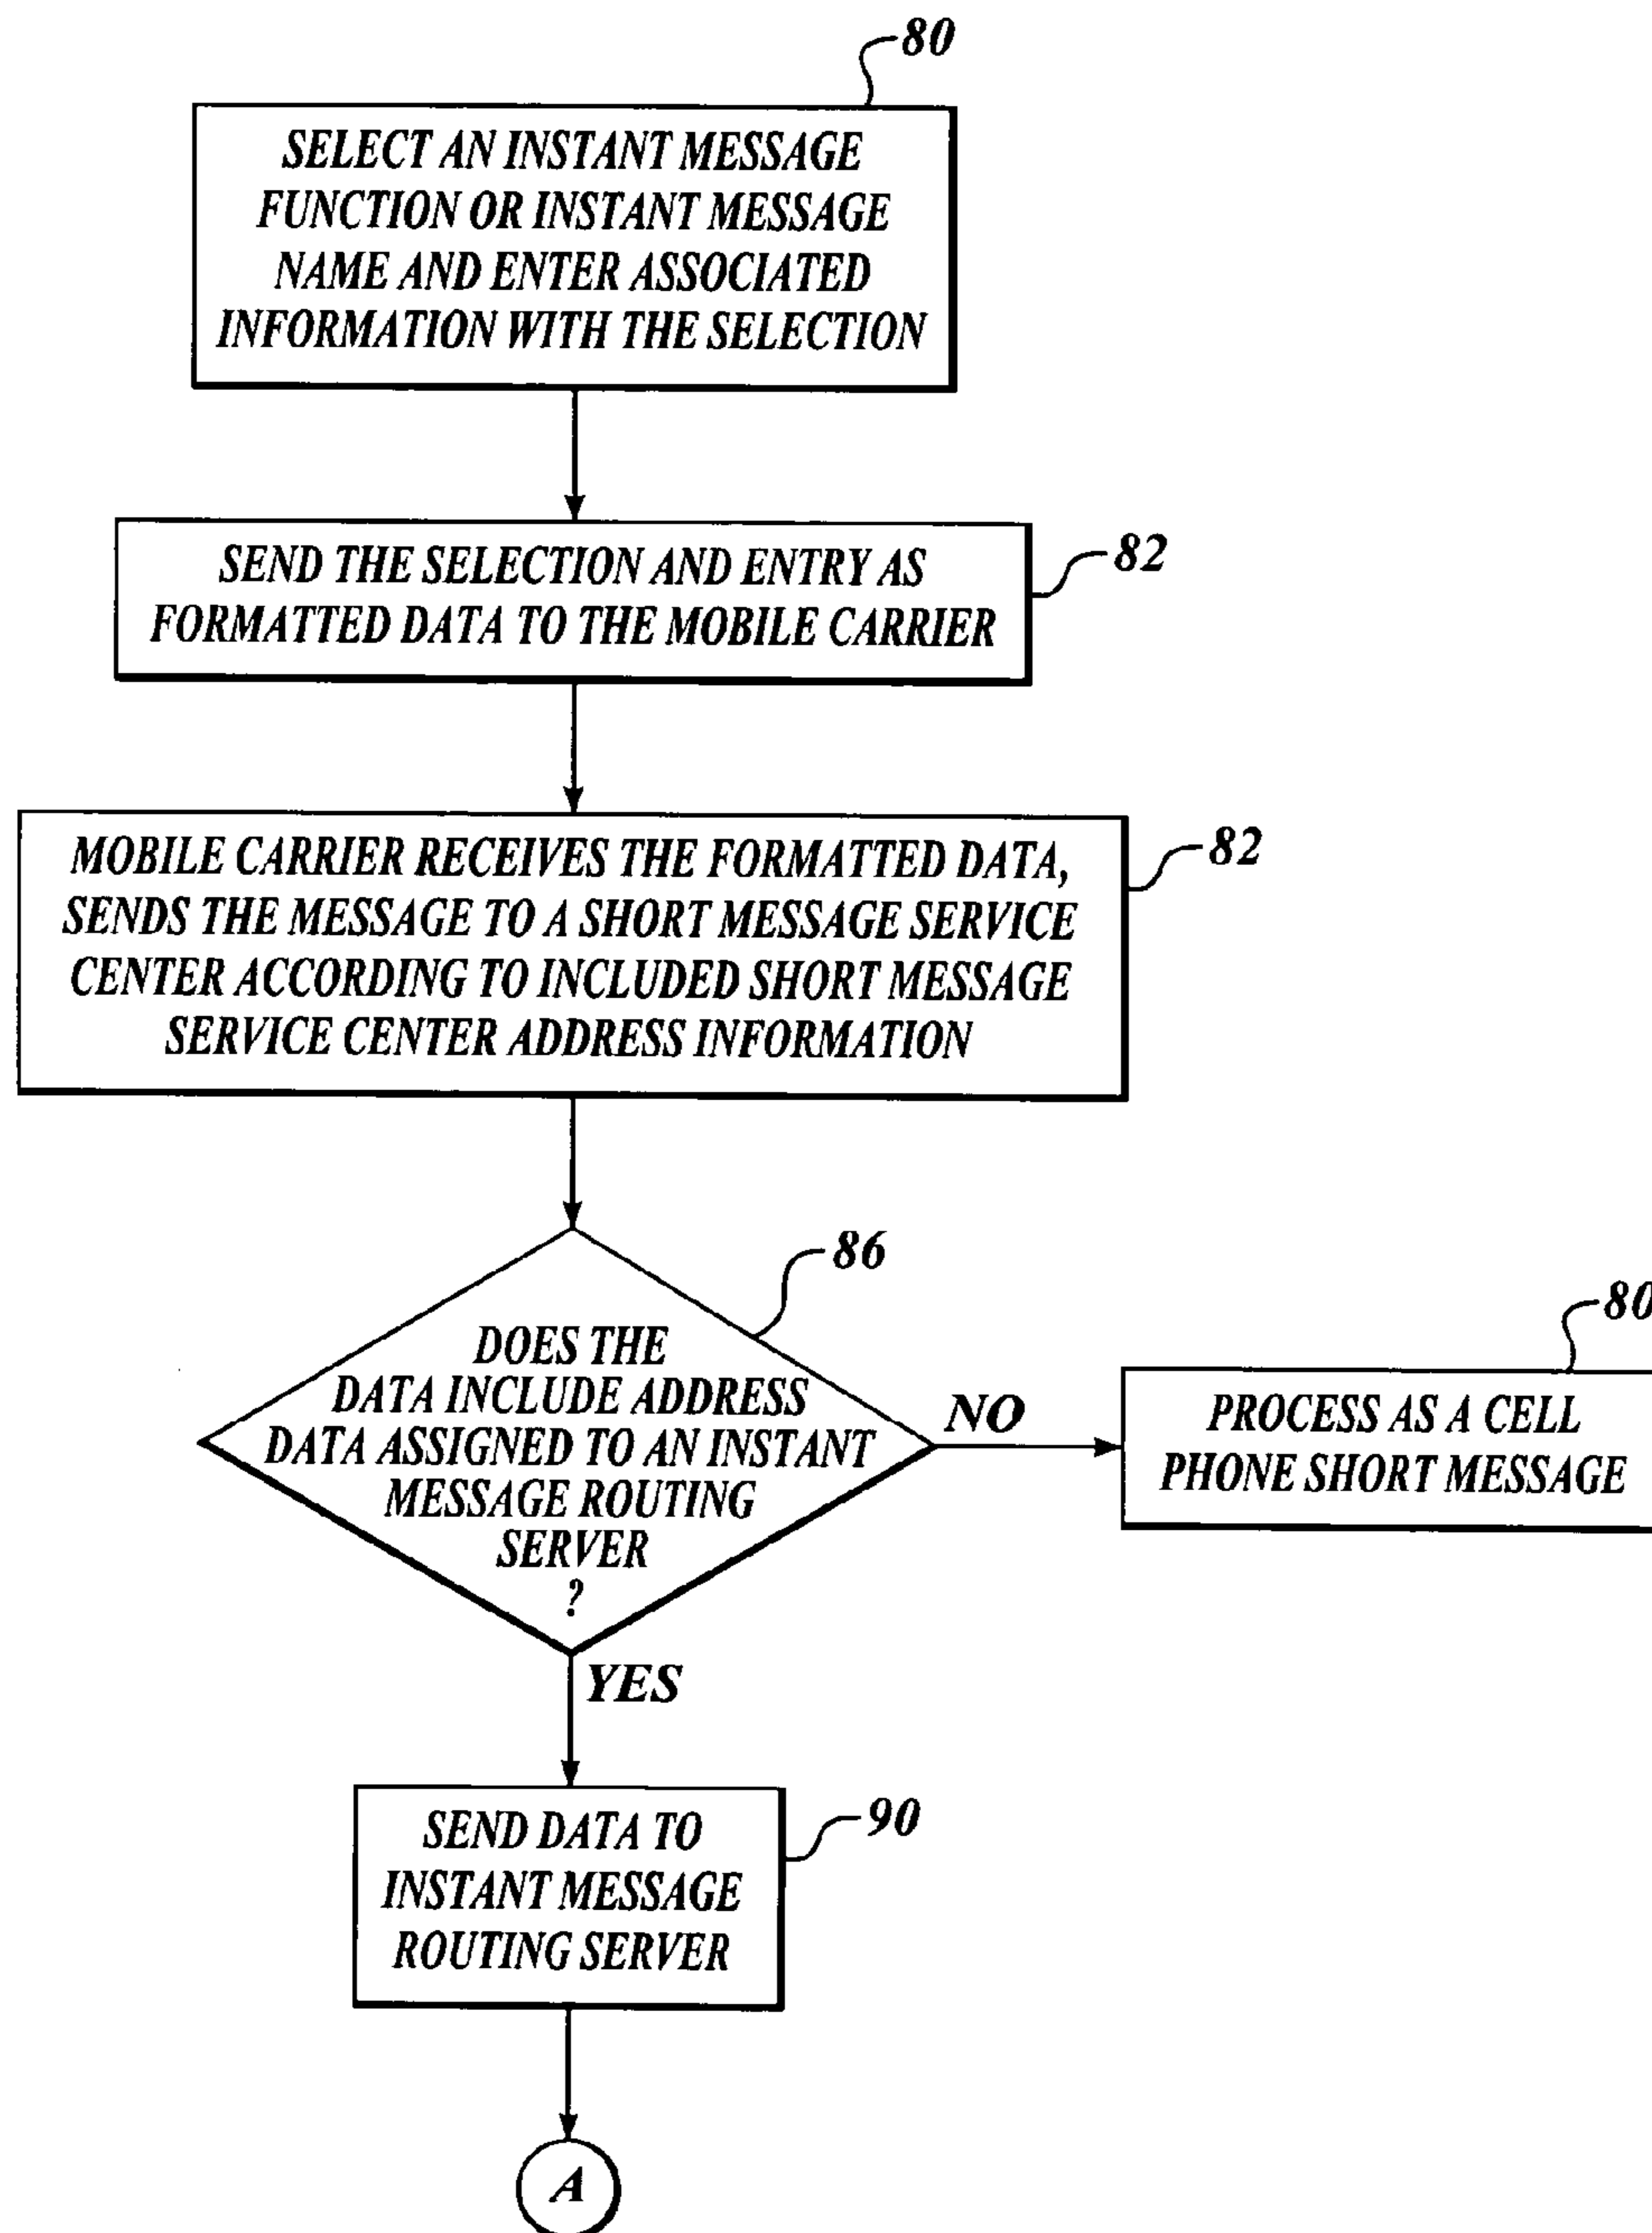 80
SELECT AN INSTANT MESSAGE
FUNCTION OR INSTANT MESSAGE
NAME AND ENTER ASSOCIATED
INFORMATION WITH THE SELECTION
82
SEND THE SELECTION AND ENTRY AS
FORMATTED DATA TO THE MOBILE CARRIER
82
MOBILE CARRIER RECEIVES THE FORMATTED DATA,
SENDS THE MESSAGE TO A SHORT MESSAGE SERVICE
CENTER ACCORDING TO INCLUDED SHORT MESSAGE
SERVICE CENTER ADDRESS INFORMATION
86
DOES THE
DATA INCLUDE ADDRESS
DATA ASSIGNED TO AN INSTANT
MESSAGE ROUTING
SERVER
?
NO
80
PROCESS AS A CELL
PHONE SHORT MESSAGE
YES
90
SEND DATA TO
INSTANT MESSAGE
ROUTING SERVER
A